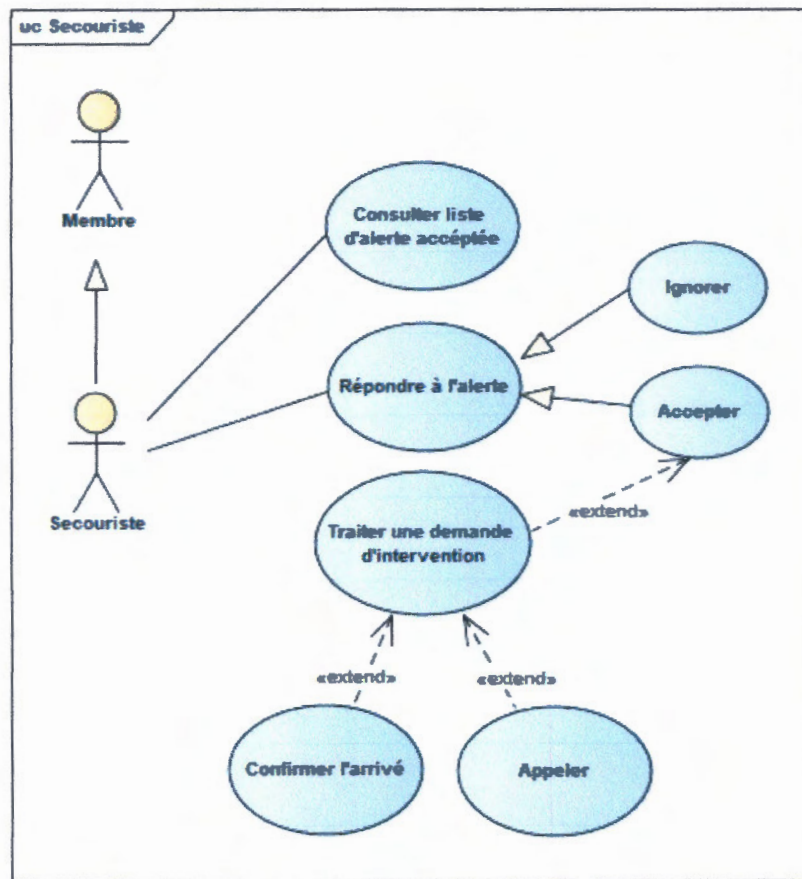 uc Secouriste
Membre
Consulter liste
d'alerte accéptée
Ignorer
Répondre à l'alerte
Accepter
Secouriste
«extend»
Traiter une demande
d'intervention
«extend»
«extend»
Confirmer l'arrivé
Appeler